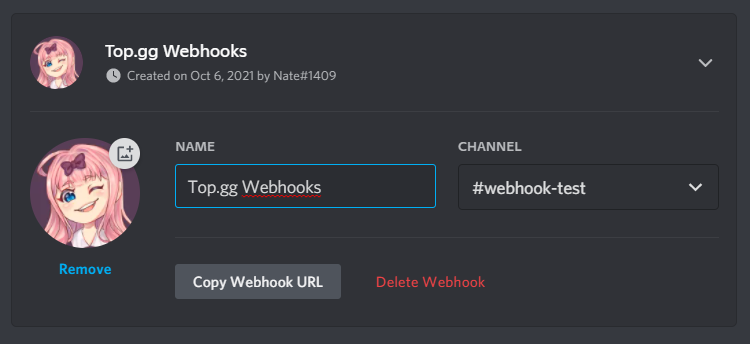 Top.gg Webhooks
Created on Oct 6, 2021 by Nate#1409
NAME
CHANNEL
Top.gg Webhooks
#webhook-test
Remove
Copy Webhook URL
Delete Webhook